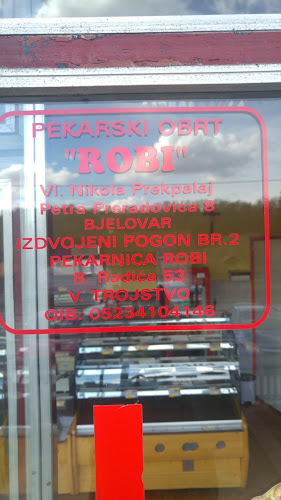 PEKARSKI OBRT
"ROBI"
Vl. Nikola Prekpalaj
Petra Preradovića 8
BJELOVAR
IZDVOJENI POGON BR.2
PEKARNICA ROBI
B. Radića 53
V. TROJSTVO
OIB: 05234104146